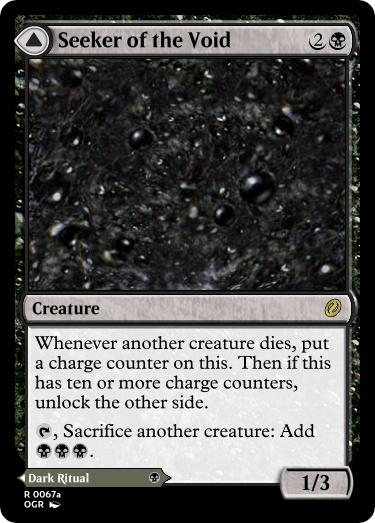 Seeker of the Void 2
Creature
Whenever another creature dies, put
a charge counter on this. Then if this
has ten or more charge counters,
unlock the other side.
, Sacrifice another creature: Add
.
Dark Ritual
1/3
R 0067a
OGR